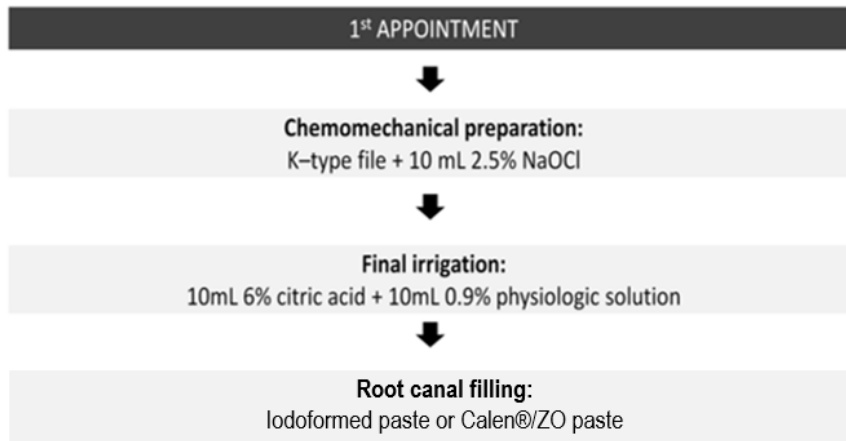 1st APPOINTMENT
Chemomechanical preparation:
K–type file + 10 mL 2.5% NaOCl
Final irrigation:
10mL 6% citric acid + 10mL 0.9% physiologic solution
Root canal filling:
Iodoformed paste or Calen®/ZO paste